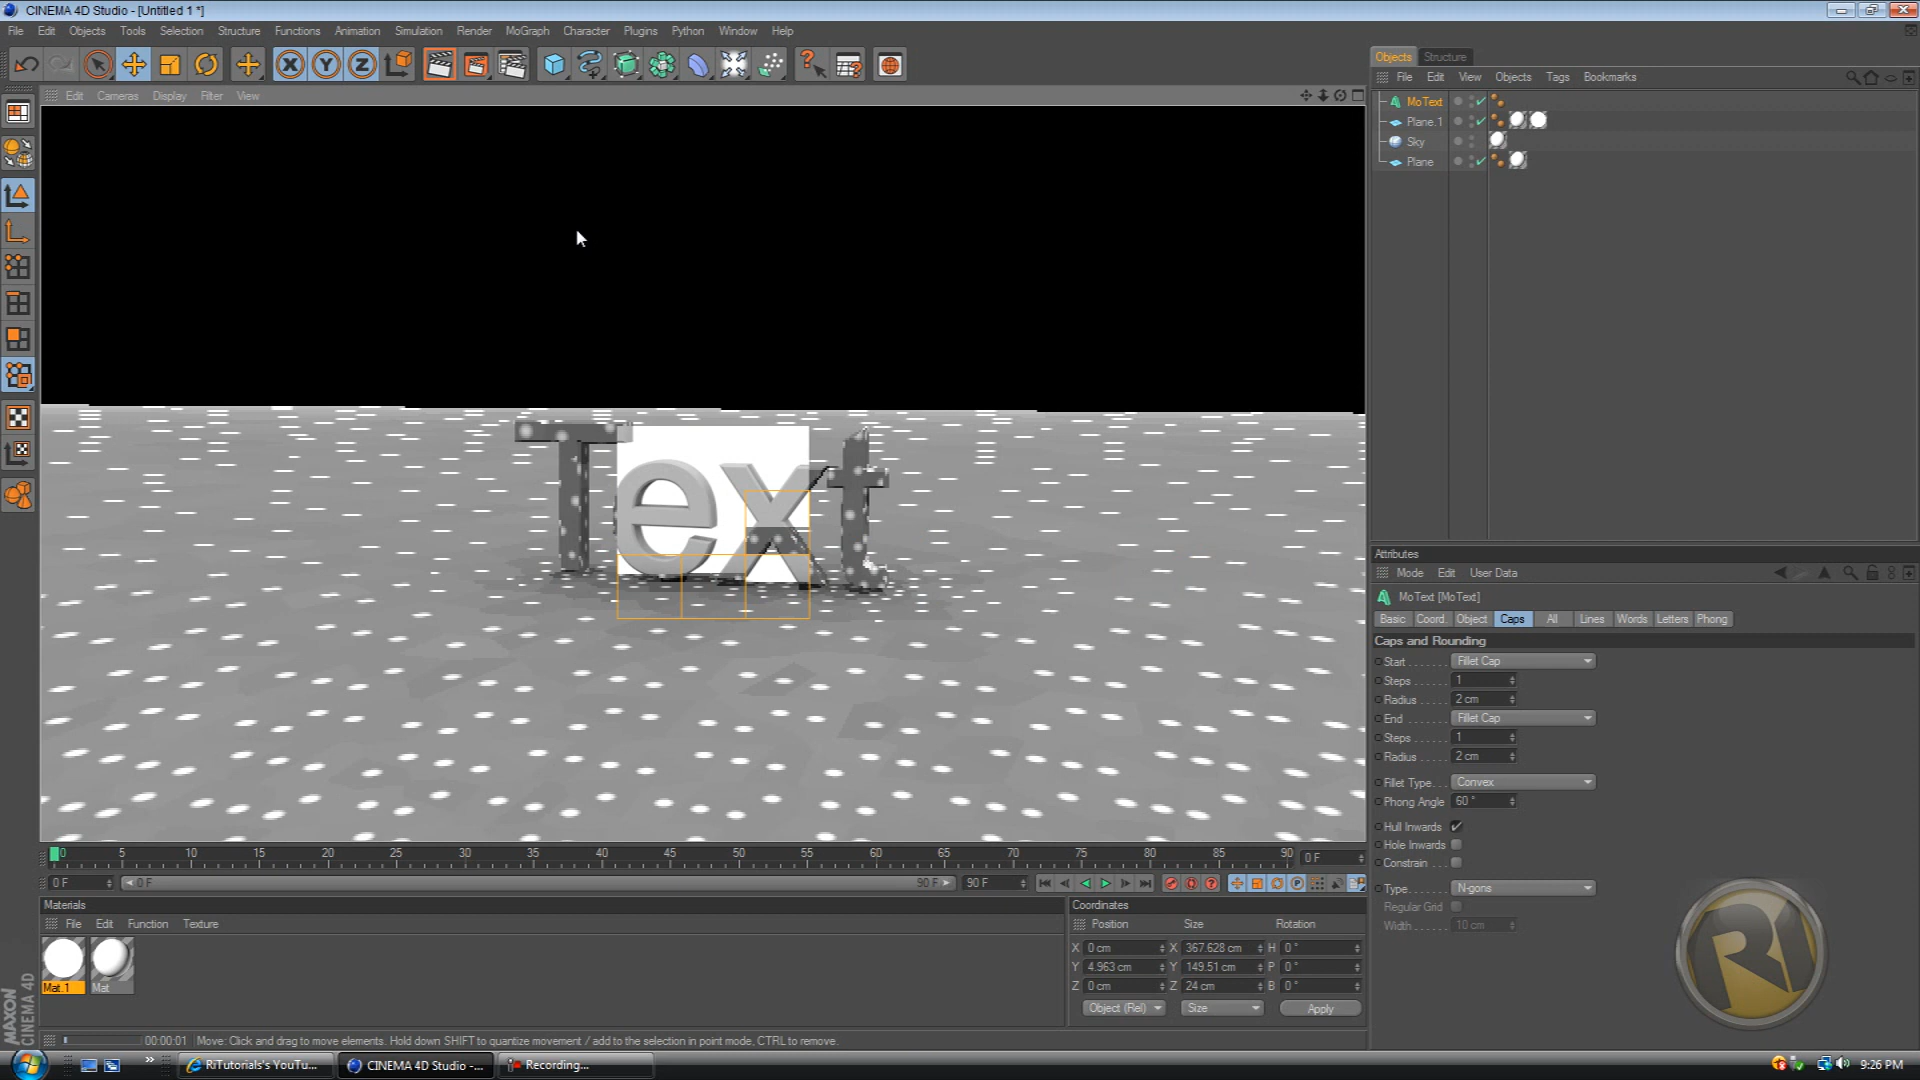 CINEMA 4D Studio - [Untitled 1 *]
File Edit Objects Tools Selection Structure Functions Animation Simulation Render MoGraph Character Plugins Python Window Help
X Y Z
Objects Structure
File Edit View Objects Tags Bookmarks
Edit Cameras Display Filter View
MoText
Plane.1
Sky
Plane
Text
Attributes
Mode Edit User Data
MoText [MoText]
Basic Coord. Object Caps All Lines Words Letters Phong
Caps and Rounding
Start Fillet Cap
Steps 1
Radius 2 cm
End Fillet Cap
Steps 1
Radius 2 cm
Fillet Type Convex
Phong Angle 60 °
Hull Inwards
Hole Inwards
Constrain
Type N-gons
Regular Grid
Width 10 cm
0 5 10 15 20 25 30 35 40 45 50 55 60 65 70 75 80 85 90 0 F
0 F 0 F 90 F 90 F
Materials
File Edit Function Texture
Mat.1 Mat
Coordinates
Position Size Rotation
X 0 cm X 367.628 cm H 0 °
Y 4.963 cm Y 149.51 cm P 0 °
Z 0 cm Z 24 cm B 0 °
Object (Rel) Size Apply
MAXON
CINEMA 4D
RI
00:00:01 Move: Click and drag to move elements. Hold down SHIFT to quantize movement / add to the selection in point mode, CTRL to remove.
RiTutorials's YouTu... CINEMA 4D Studio -... Recording... 9:26 PM